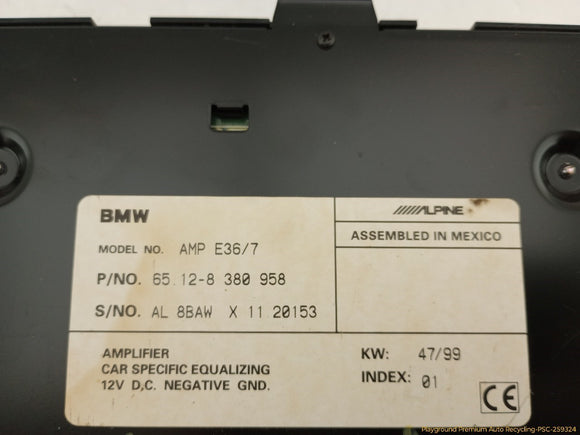 BMW
MODEL NO. AMP E36/7
P/NO. 65.12-8 380 958
S/NO. AL 8BAW X 11 20153
ALPINE
ASSEMBLED IN MEXICO
AMPLIFIER
CAR SPECIFIC EQUALIZING
12V D,C. NEGATIVE GND.
KW: 47/99
INDEX: 01
CE
Playground Premium Auto Recycling-PSC-259324